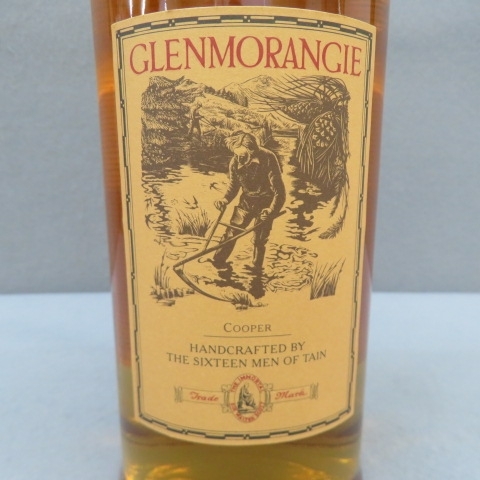 GLENMORANGIE
COOPER
HANDCRAFTED BY
THE SIXTEEN MEN OF TAIN
Trade Mark